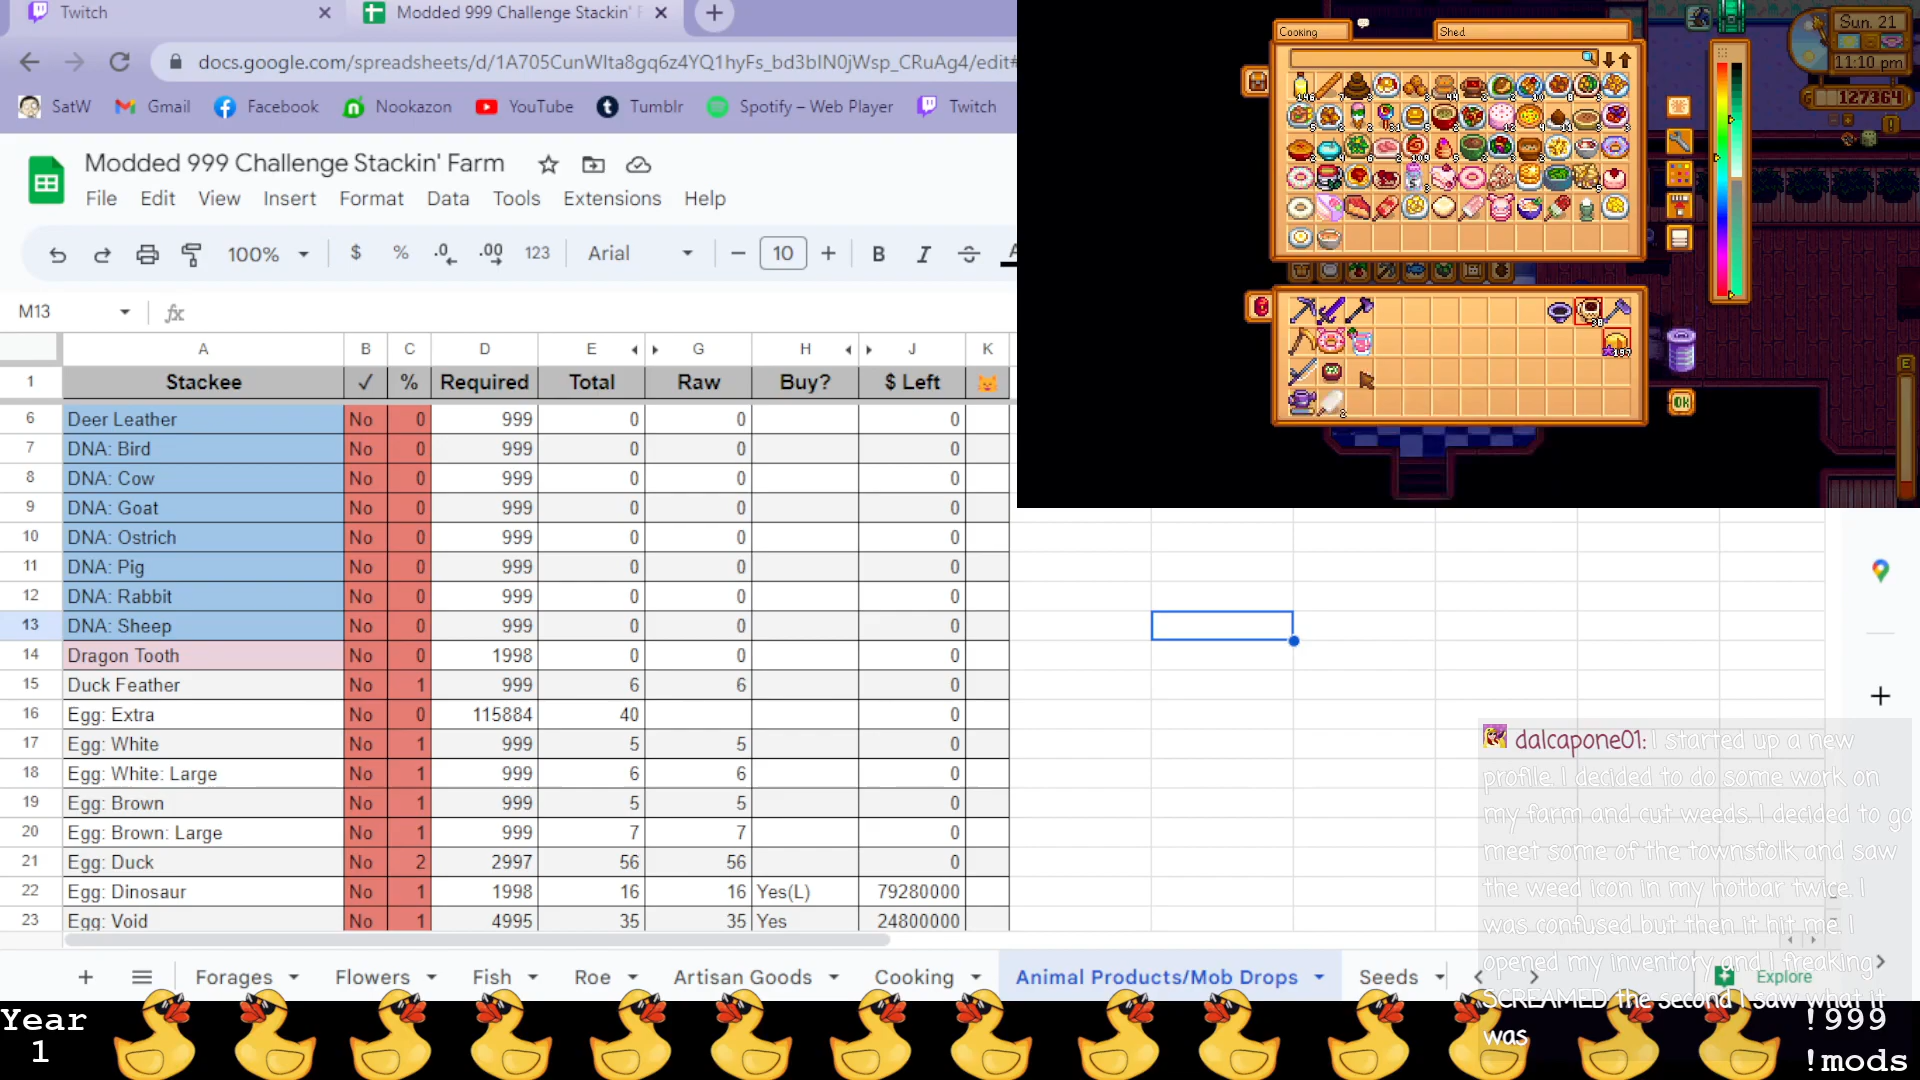 Twitch
Modded 999 Challenge Stackin' F
docs.google.com/spreadsheets/d/1A705CunWlta8gq6z4YQ1hyFs_bd3bIN0jWsp_CRuAg4/edit#
SatW Gmail Facebook Nookazon YouTube Tumblr Spotify – Web Player Twitch
Modded 999 Challenge Stackin' Farm
File Edit View Insert Format Data Tools Extensions Help
100% $ % .0 .00 123 Arial 10 B I S A
M13 fx
A B C D E G H J K
1 Stackee ✓ % Required Total Raw Buy? $ Left
6 Deer Leather No 0 999 0 0 0
7 DNA: Bird No 0 999 0 0 0
8 DNA: Cow No 0 999 0 0 0
9 DNA: Goat No 0 999 0 0 0
10 DNA: Ostrich No 0 999 0 0 0
11 DNA: Pig No 0 999 0 0 0
12 DNA: Rabbit No 0 999 0 0 0
13 DNA: Sheep No 0 999 0 0 0
14 Dragon Tooth No 0 1998 0 0 0
15 Duck Feather No 1 999 6 6 0
16 Egg: Extra No 0 115884 40 0
17 Egg: White No 1 999 5 5 0
18 Egg: White: Large No 1 999 6 6 0
19 Egg: Brown No 1 999 5 5 0
20 Egg: Brown: Large No 1 999 7 7 0
21 Egg: Duck No 2 2997 56 56 0
22 Egg: Dinosaur No 1 1998 16 16 Yes(L) 79280000
23 Egg: Void No 1 4995 35 35 Yes 24800000
Forages Flowers Fish Roe Artisan Goods Cooking Animal Products/Mob Drops Seeds Explore
Cooking
Shed
Sun. 21
11:10 pm
127364
OK
E
dalcapone01: I started up a new
profile. I decided to do some work on
my farm and cut weeds. I decided to go
meet some of the townsfolk and saw
the weed icon in my hotbar twice. I
was confused but then it hit me. I
opened my inventory and I freaking
SCREAMED the second I saw what it
was
Year
1
!999
!mods